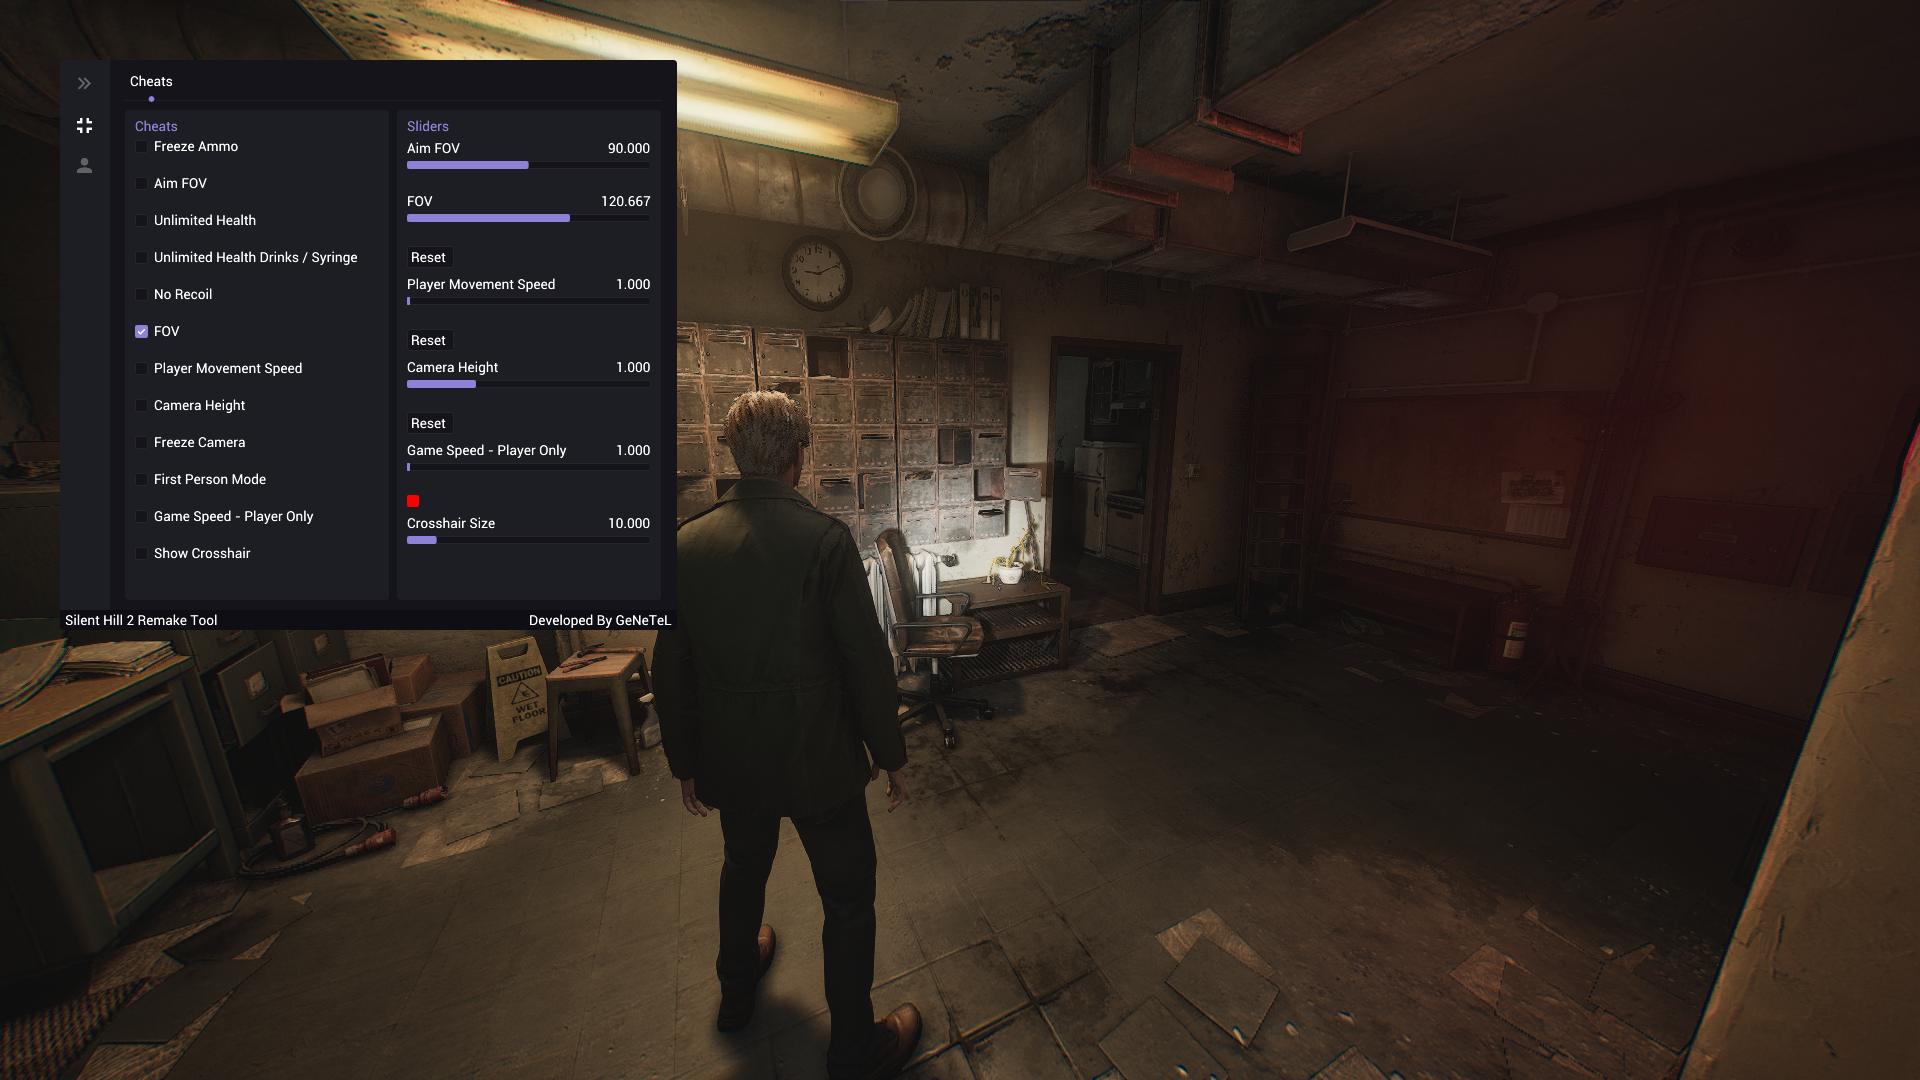 Cheats
Cheats
Freeze Ammo
Aim FOV
Unlimited Health
Unlimited Health Drinks / Syringe
No Recoil
FOV
Player Movement Speed
Camera Height
Freeze Camera
First Person Mode
Game Speed - Player Only
Show Crosshair
Sliders
Aim FOV 90.000
FOV 120.667
Reset
Player Movement Speed 1.000
Reset
Camera Height 1.000
Reset
Game Speed - Player Only 1.000
Crosshair Size 10.000
Silent Hill 2 Remake Tool Developed By GeNeTeL
CAUTION
WET
FLOOR